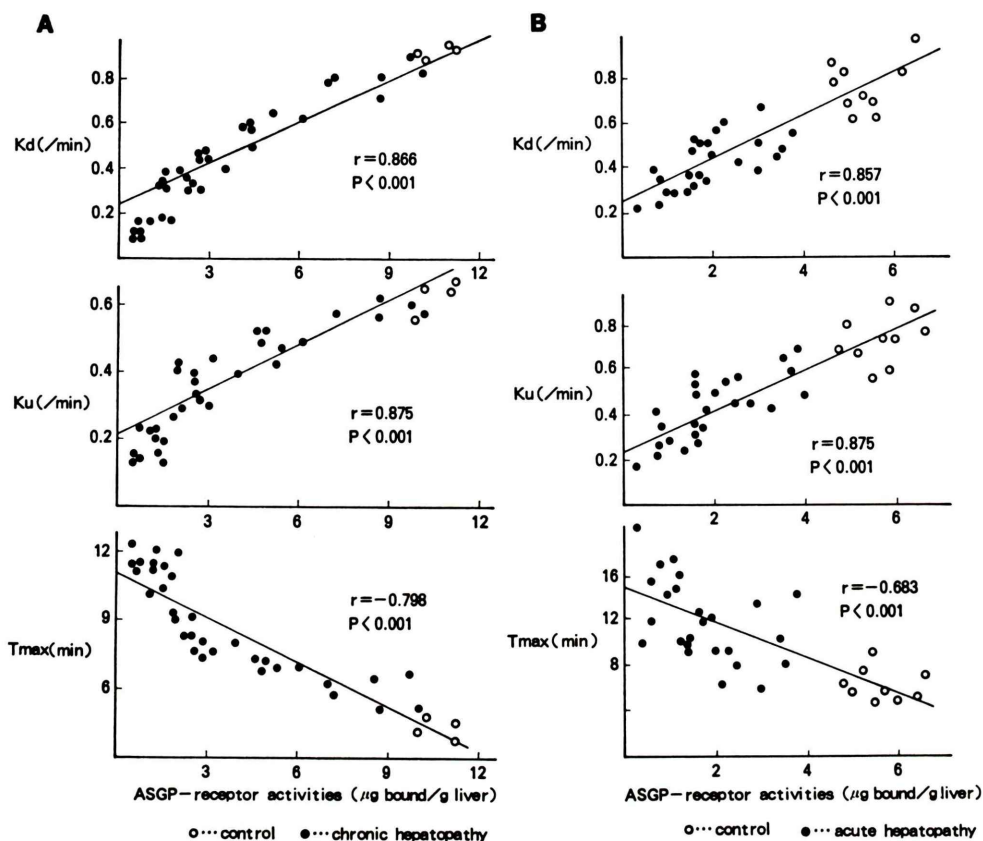 A
0.8
0.6
Kd(/min)
0.4
0.2
r=0.866
P<0.001
3
6
9
12
0.6
0.4
Ku(/min)
0.2
r=0.875
P<0.001
3
6
9
12
12
9
Tmax(min)
6
r=−0.798
P<0.001
3
6
9
12
ASGP−receptor activities (μg bound/g liver)
○···control ●···chronic hepatopathy
B
0.8
0.6
Kd(/min)
0.4
0.2
r=0.857
P<0.001
2
4
6
0.8
0.6
Ku(/min)
0.4
0.2
r=0.875
P<0.001
2
4
6
16
12
Tmax(min)
8
r=−0.683
P<0.001
2
4
6
ASGP−receptor activities (μg bound/g liver)
○···control ●···acute hepatopathy